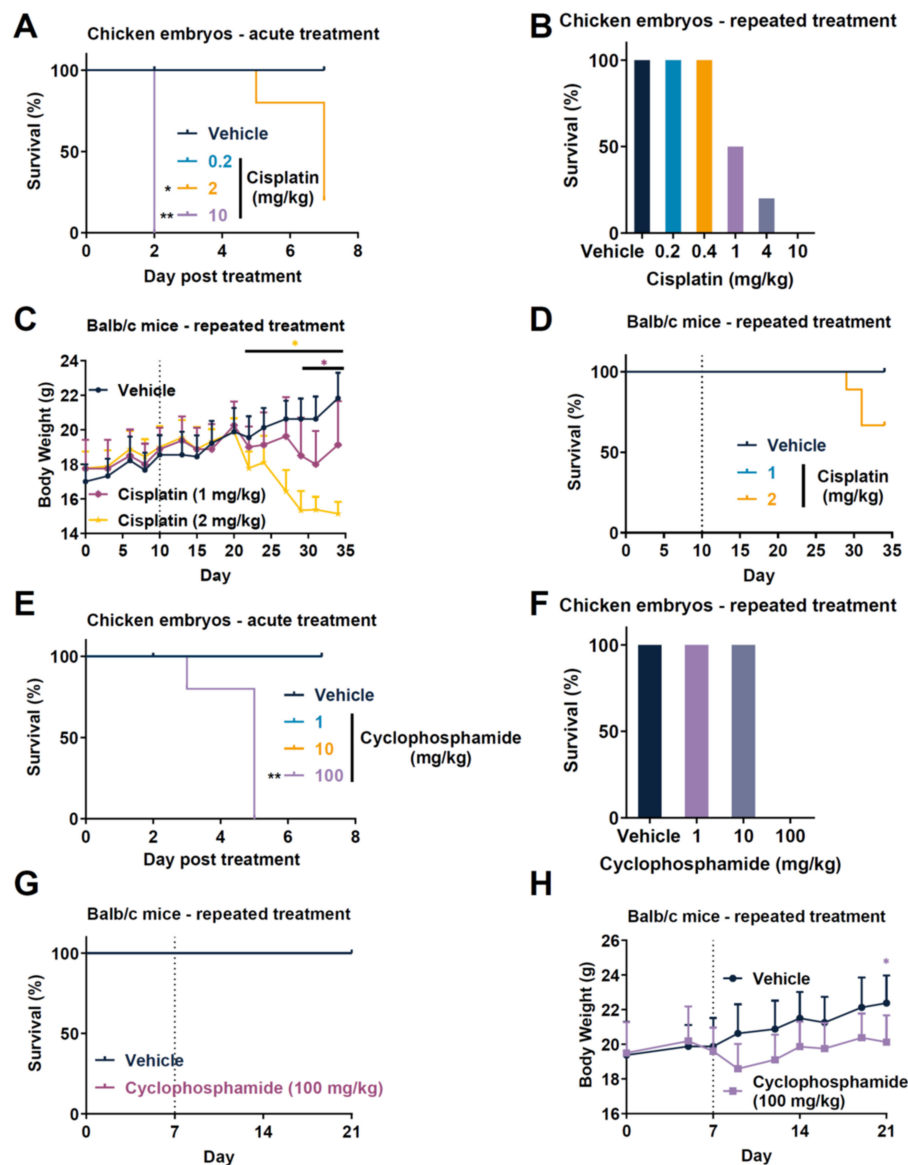 A
Chicken embryos - acute treatment
Survival (%)
100
50
0
Vehicle
0.2
* 2
** 10
Cisplatin
(mg/kg)
0 2 4 6 8
Day post treatment
B
Chicken embryos - repeated treatment
Survival (%)
100
50
0
Vehicle 0.2 0.4 1 4 10
Cisplatin (mg/kg)
C
Balb/c mice - repeated treatment
*
*
Body Weight (g)
24
22
20
18
16
14
Vehicle
Cisplatin (1 mg/kg)
Cisplatin (2 mg/kg)
0 5 10 15 20 25 30 35
Day
D
Balb/c mice - repeated treatment
Survival (%)
100
50
0
Vehicle
1
2
Cisplatin
(mg/kg)
0 5 10 15 20 25 30 35
Day
E
Chicken embryos - acute treatment
Survival (%)
100
50
0
Vehicle
1
10
** 100
Cyclophosphamide
(mg/kg)
0 2 4 6 8
Day post treatment
F
Chicken embryos - repeated treatment
Survival (%)
100
50
0
Vehicle 1 10 100
Cyclophosphamide (mg/kg)
G
Balb/c mice - repeated treatment
Survival (%)
100
50
0
Vehicle
Cyclophosphamide (100 mg/kg)
0 7 14 21
Day
H
Balb/c mice - repeated treatment
Body Weight (g)
26
24
22
20
18
16
*
Vehicle
Cyclophosphamide
(100 mg/kg)
0 7 14 21
Day